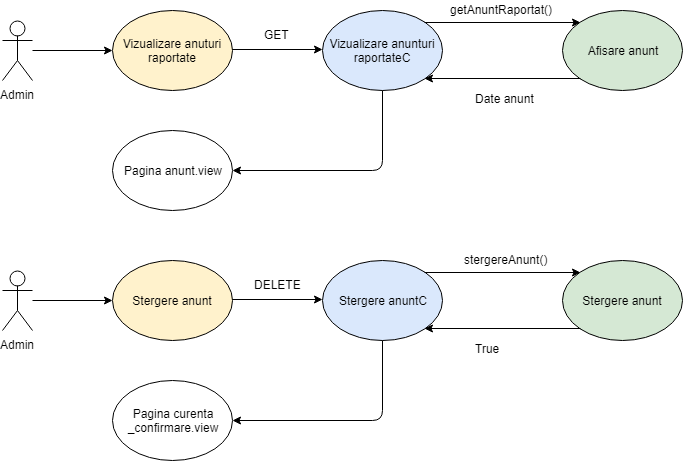 getAnuntRaportat()
GET
Vizualizare anuturi
raportate
Vizualizare anunturi
raportateC
Afisare anunt
Admin
Date anunt
Pagina anunt.view
stergereAnunt()
DELETE
Stergere anunt
Stergere anuntC
Stergere anunt
Admin
True
Pagina curenta
_confirmare.view